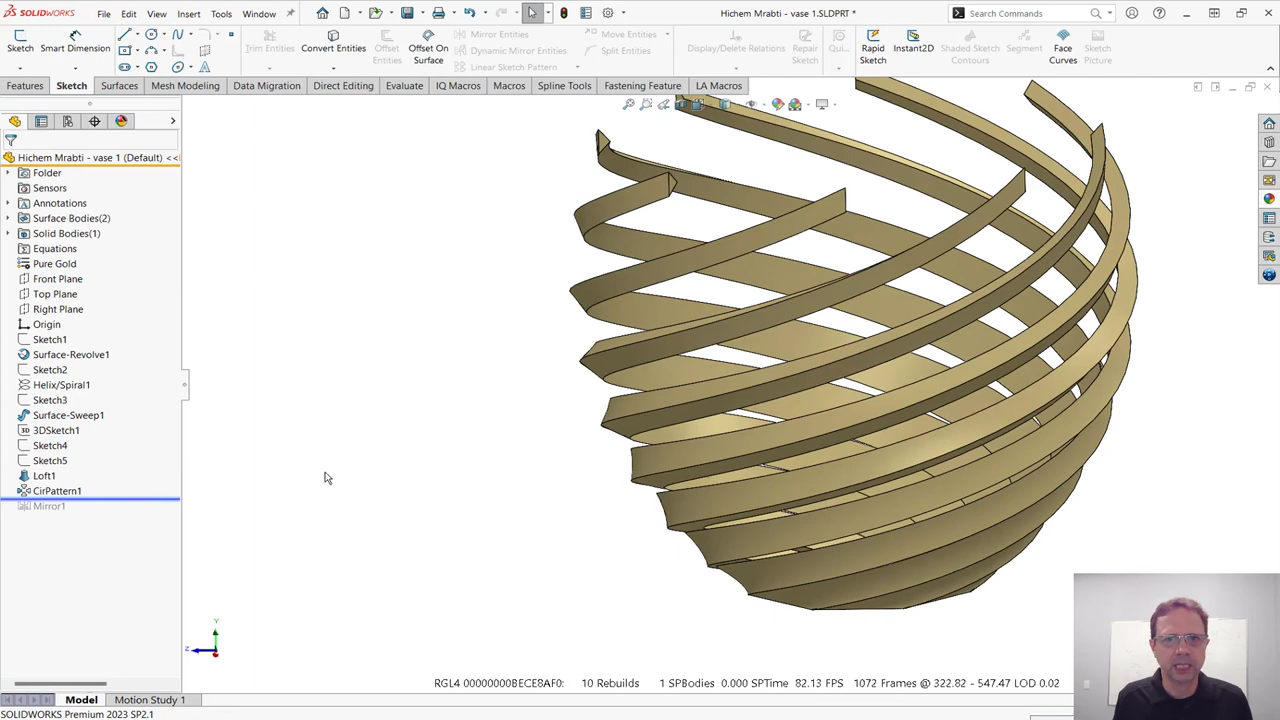 SOLIDWORKS File Edit View Insert Tools Window Hichem Mrabti - vase 1.SLDPRT * Search Commands
Sketch Smart Dimension Trim Entities Convert Entities Offset Entities Offset On Surface Mirror Entities Dynamic Mirror Entities Linear Sketch Pattern Move Entities Split Entities Display/Delete Relations Repair Sketch Qui... Rapid Sketch Instant2D Shaded Sketch Contours Segment Face Curves Sketch Picture
Features Sketch Surfaces Mesh Modeling Data Migration Direct Editing Evaluate IQ Macros Macros Spline Tools Fastening Feature LA Macros
Hichem Mrabti - vase 1 (Default) <<
Folder
Sensors
Annotations
Surface Bodies(2)
Solid Bodies(1)
Equations
Pure Gold
Front Plane
Top Plane
Right Plane
Origin
Sketch1
Surface-Revolve1
Sketch2
Helix/Spiral1
Sketch3
Surface-Sweep1
3D 3DSketch1
Sketch4
Sketch5
Loft1
CirPattern1
Mirror1
Y
Z
RGL4 00000000BECE8AF0: 10 Rebuilds 1 SPBodies 0.000 SPTime 82.13 FPS 1072 Frames @ 322.82 - 547.47 LOD 0.02
Model Motion Study 1
SOLIDWORKS Premium 2023 SP2.1